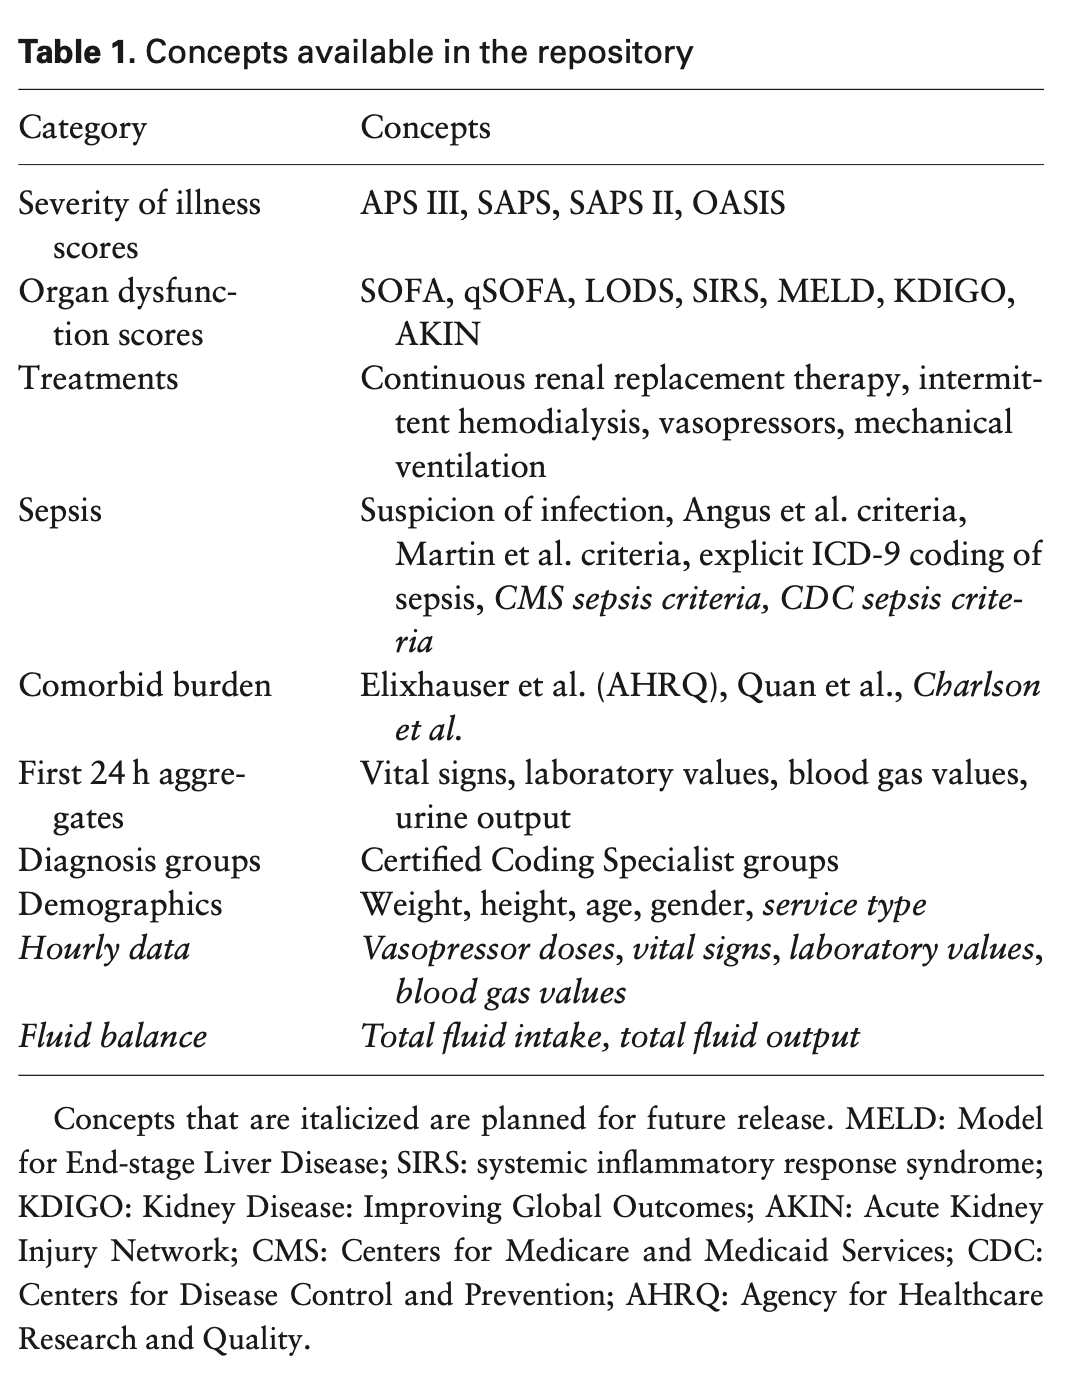 Table 1. Concepts available in the repository
Category Concepts
Severity of illness APS III, SAPS, SAPS II, OASIS
scores
Organ dysfunc- SOFA, qSOFA, LODS, SIRS, MELD, KDIGO,
tion scores AKIN
Treatments Continuous renal replacement therapy, intermit-
tent hemodialysis, vasopressors, mechanical
ventilation
Sepsis Suspicion of infection, Angus et al. criteria,
Martin et al. criteria, explicit ICD-9 coding of
sepsis, CMS sepsis criteria, CDC sepsis crite-
ria
Comorbid burden Elixhauser et al. (AHRQ), Quan et al., Charlson
et al.
First 24 h aggre- Vital signs, laboratory values, blood gas values,
gates urine output
Diagnosis groups Certified Coding Specialist groups
Demographics Weight, height, age, gender, service type
Hourly data Vasopressor doses, vital signs, laboratory values,
blood gas values
Fluid balance Total fluid intake, total fluid output
Concepts that are italicized are planned for future release. MELD: Model
for End-stage Liver Disease; SIRS: systemic inflammatory response syndrome;
KDIGO: Kidney Disease: Improving Global Outcomes; AKIN: Acute Kidney
Injury Network; CMS: Centers for Medicare and Medicaid Services; CDC:
Centers for Disease Control and Prevention; AHRQ: Agency for Healthcare
Research and Quality.